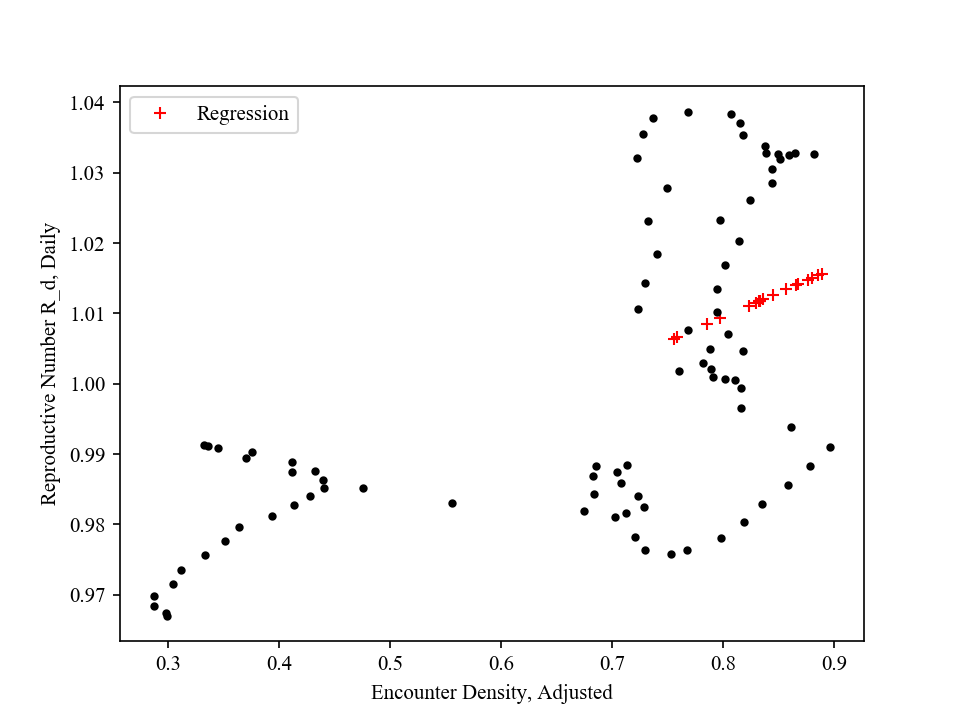 Regression
1.04
1.03
1.02
1.01
1.00
0.99
0.98
0.97
Reproductive Number R_d, Daily
0.3 0.4 0.5 0.6 0.7 0.8 0.9
Encounter Density, Adjusted